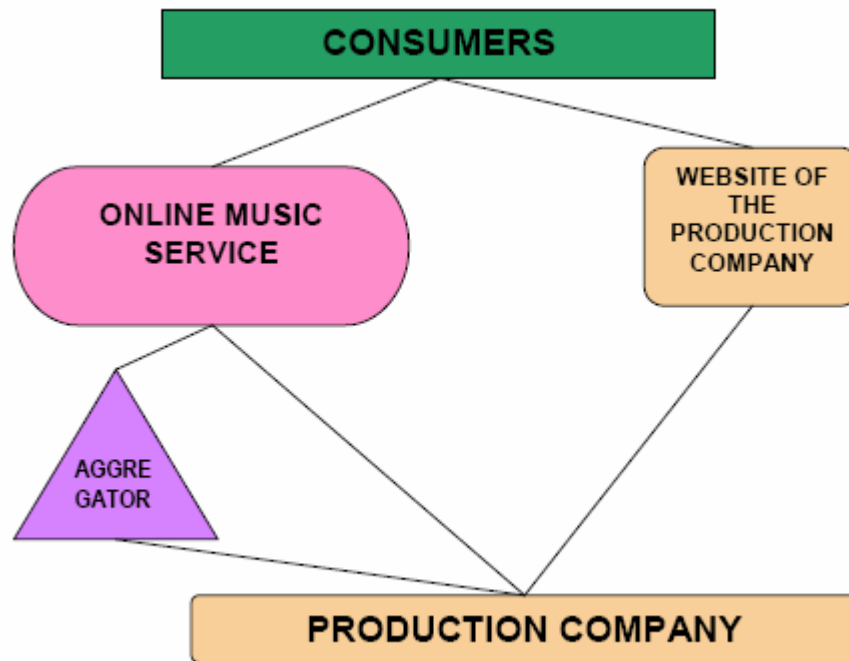 CONSUMERS
ONLINE MUSIC
SERVICE
WEBSITE OF
THE
PRODUCTION
COMPANY
AGGRE
GATOR
PRODUCTION COMPANY